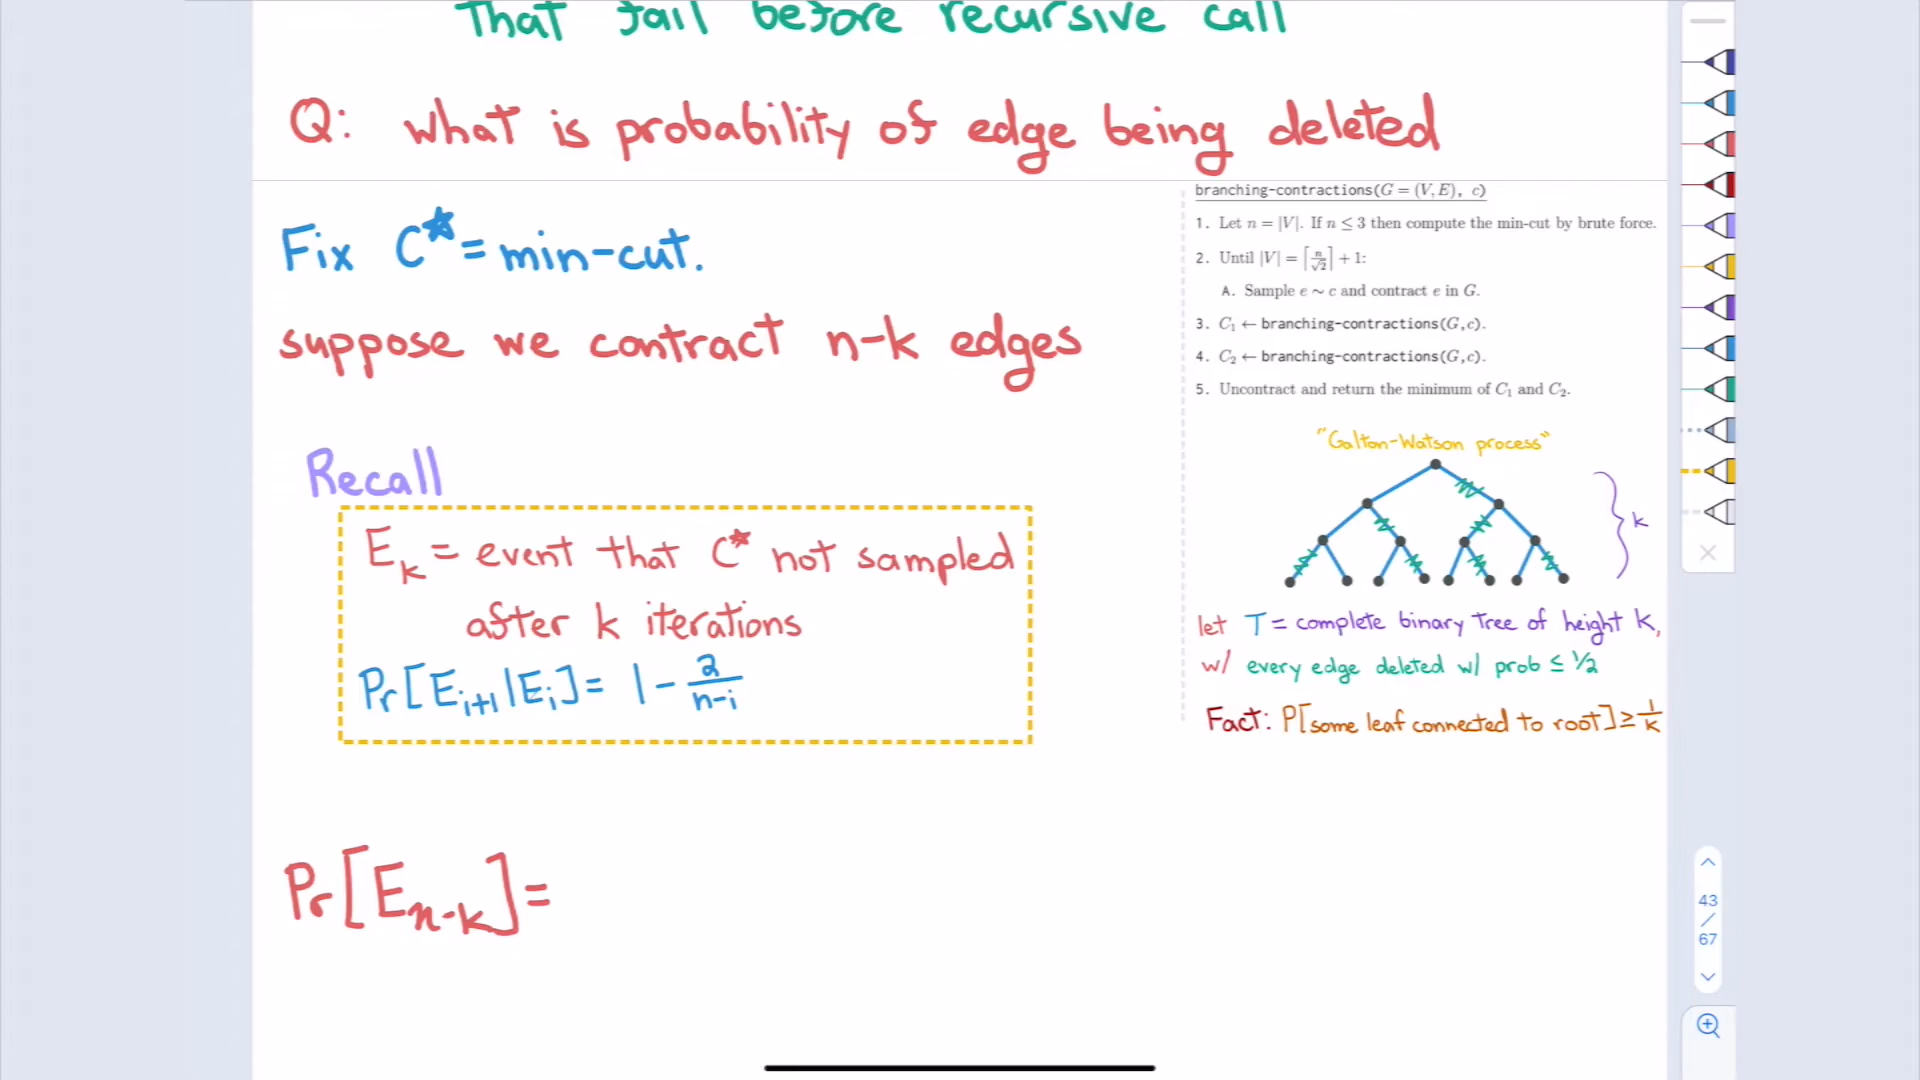 That fail before recursive call
Q: what is probability of edge being deleted
Fix C* = min-cut.
suppose we contract n-k edges
Recall
E_k = event that C* not sampled
after k iterations
Pr[E_{i+1}|E_i] = 1 - 2/(n-i)
Pr[E_{n-k}] =
branching-contractions(G = (V, E), c)
1. Let n = |V|. If n ≤ 3 then compute the min-cut by brute force.
2. Until |V| = ⌈n/√2⌉ + 1:
A. Sample e ~ c and contract e in G.
3. C₁ ← branching-contractions(G,c).
4. C₂ ← branching-contractions(G,c).
5. Uncontract and return the minimum of C₁ and C₂.
"Galton-Watson process"
k
let T = complete binary tree of height k,
w/ every edge deleted w/ prob ≤ 1/2
Fact: P[some leaf connected to root] ≥ 1/k
43
/
67